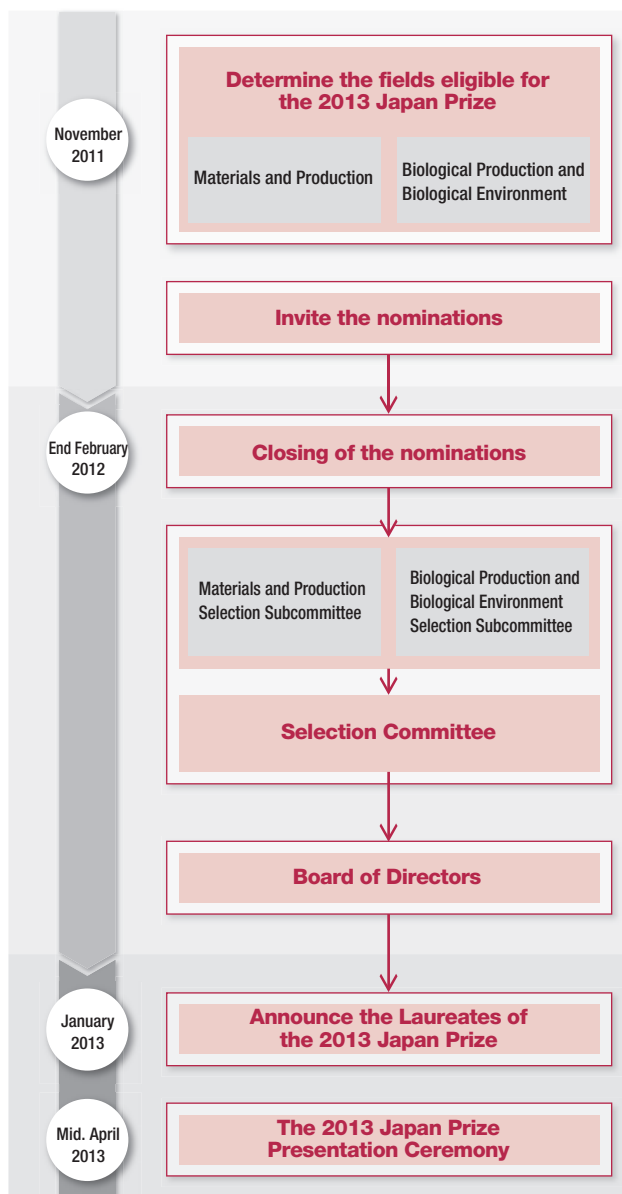 November
2011
Determine the fields eligible for
the 2013 Japan Prize
Materials and Production
Biological Production and
Biological Environment
Invite the nominations
End February
2012
Closing of the nominations
Materials and Production
Selection Subcommittee
Biological Production and
Biological Environment
Selection Subcommittee
Selection Committee
Board of Directors
January
2013
Announce the Laureates of
the 2013 Japan Prize
Mid. April
2013
The 2013 Japan Prize
Presentation Ceremony